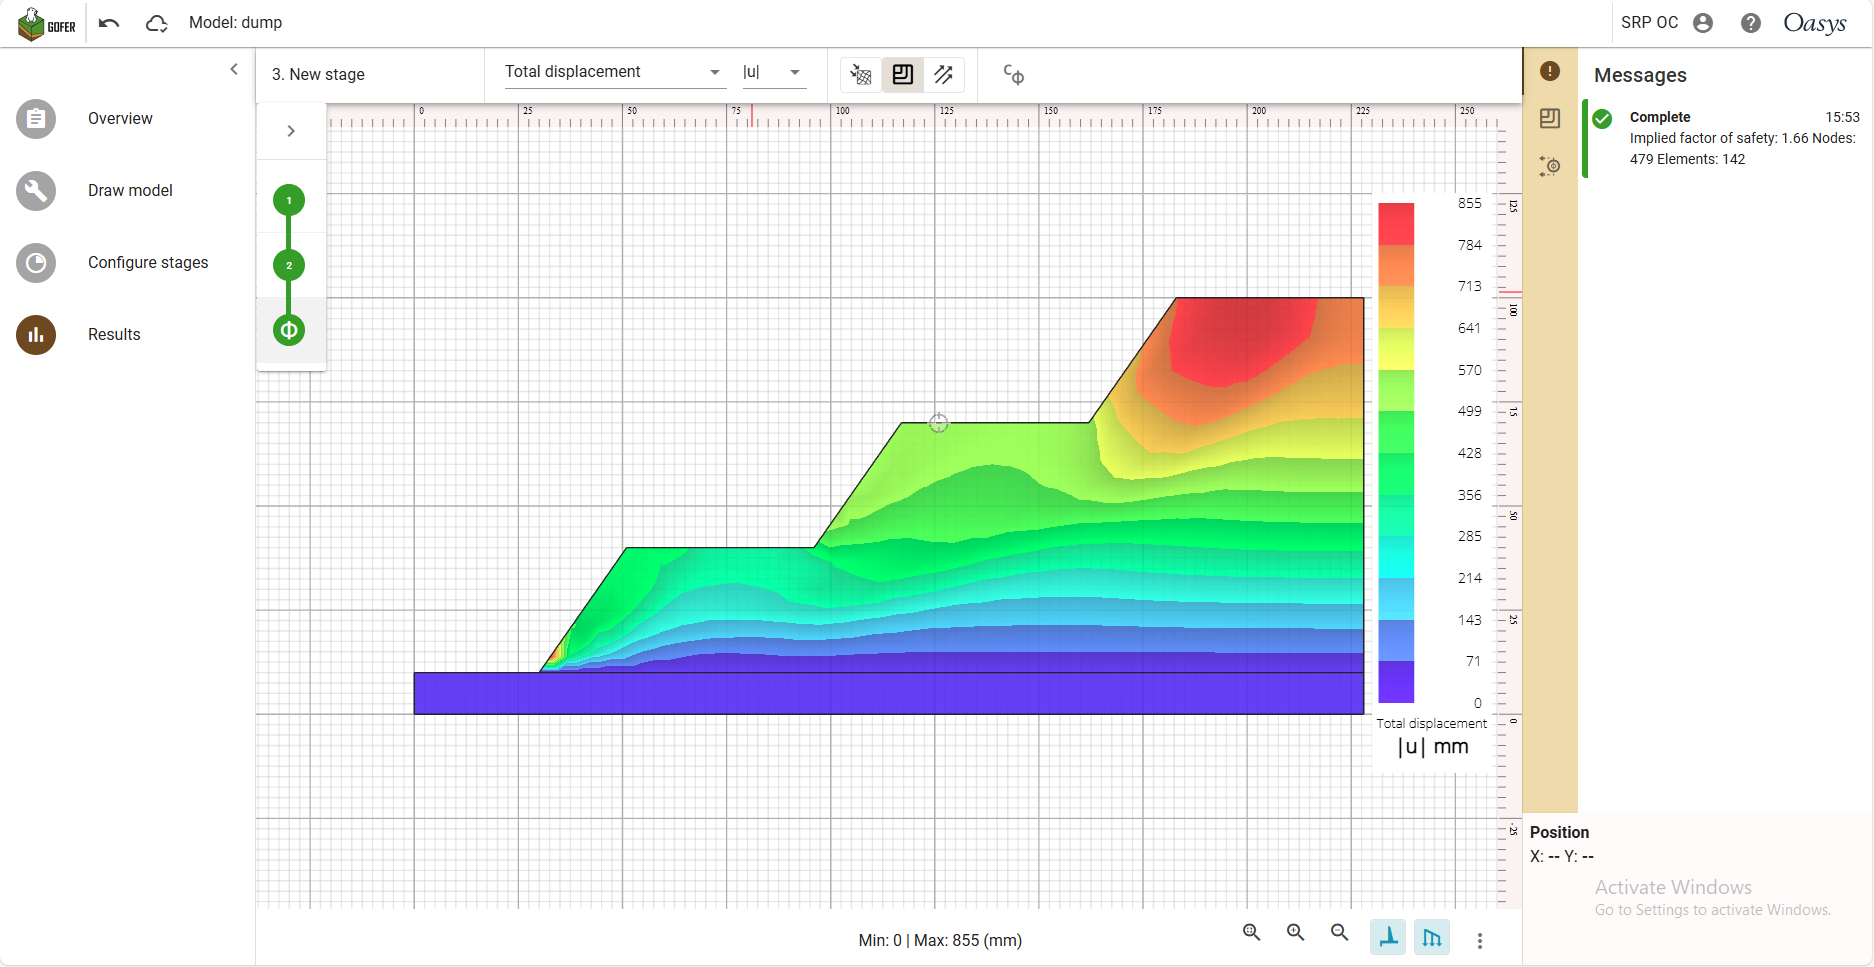 GOFER
Model: dump
SRP OC
Oasys
3. New stage
Total displacement
|u|
Messages
Complete
15:53
Implied factor of safety: 1.66 Nodes:
479 Elements: 142
Overview
Draw model
Configure stages
Results
1
2
Φ
CΦ
0 25 50 75 100 125 150 175 200 225 250
125
100
75
50
25
0
-25
855
784
713
641
570
499
428
356
285
214
143
71
0
Total displacement
|u| mm
Position
X: -- Y: --
Activate Windows
Go to Settings to activate Windows.
Min: 0 | Max: 855 (mm)